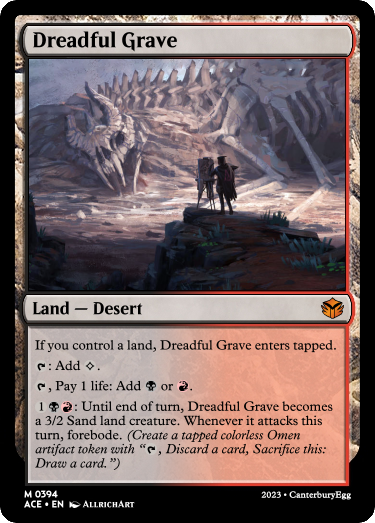 Dreadful Grave
Land — Desert
If you control a land, Dreadful Grave enters tapped.
: Add .
, Pay 1 life: Add or .
1 : Until end of turn, Dreadful Grave becomes
a 3/2 Sand land creature. Whenever it attacks this
turn, forebode. (Create a tapped colorless Omen
artifact token with “, Discard a card, Sacrifice this:
Draw a card.”)
M 0394
ACE • EN AllrichArt
2023 • CanterburyEgg